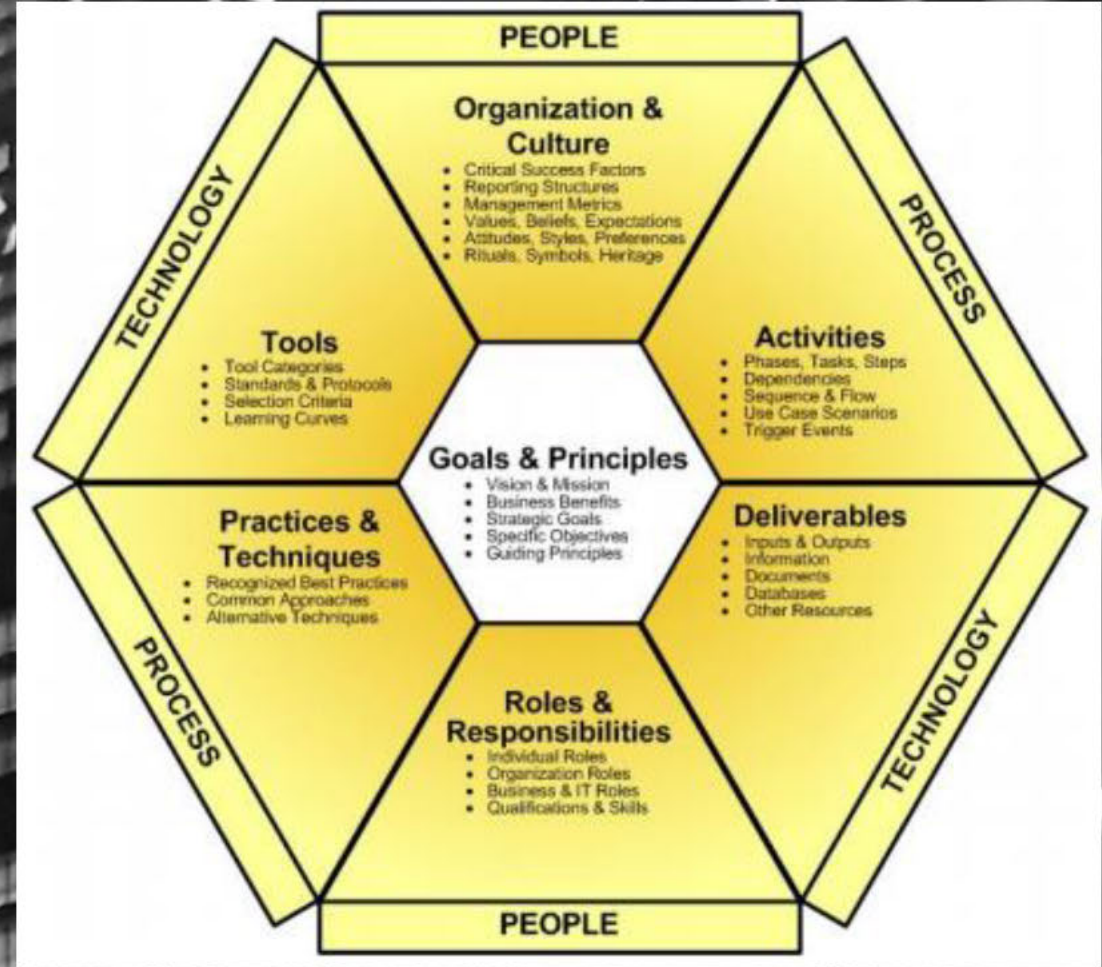 PEOPLE
Organization &
Culture
• Critical Success Factors
• Reporting Structures
• Management Metrics
• Values, Beliefs, Expectations
• Attitudes, Styles, Preferences
• Rituals, Symbols, Heritage
TECHNOLOGY
PROCESS
Tools
• Tool Categories
• Standards & Protocols
• Selection Criteria
• Learning Curves
Activities
• Phases, Tasks, Steps
• Dependencies
• Sequence & Flow
• Use Case Scenarios
• Trigger Events
Goals & Principles
• Vision & Mission
• Business Benefits
• Strategic Goals
• Specific Objectives
• Guiding Principles
Practices &
Techniques
• Recognized Best Practices
• Common Approaches
• Alternative Techniques
Deliverables
• Inputs & Outputs
• Information
• Documents
• Databases
• Other Resources
PROCESS
TECHNOLOGY
Roles &
Responsibilities
• Individual Roles
• Organization Roles
• Business & IT Roles
• Qualifications & Skills
PEOPLE